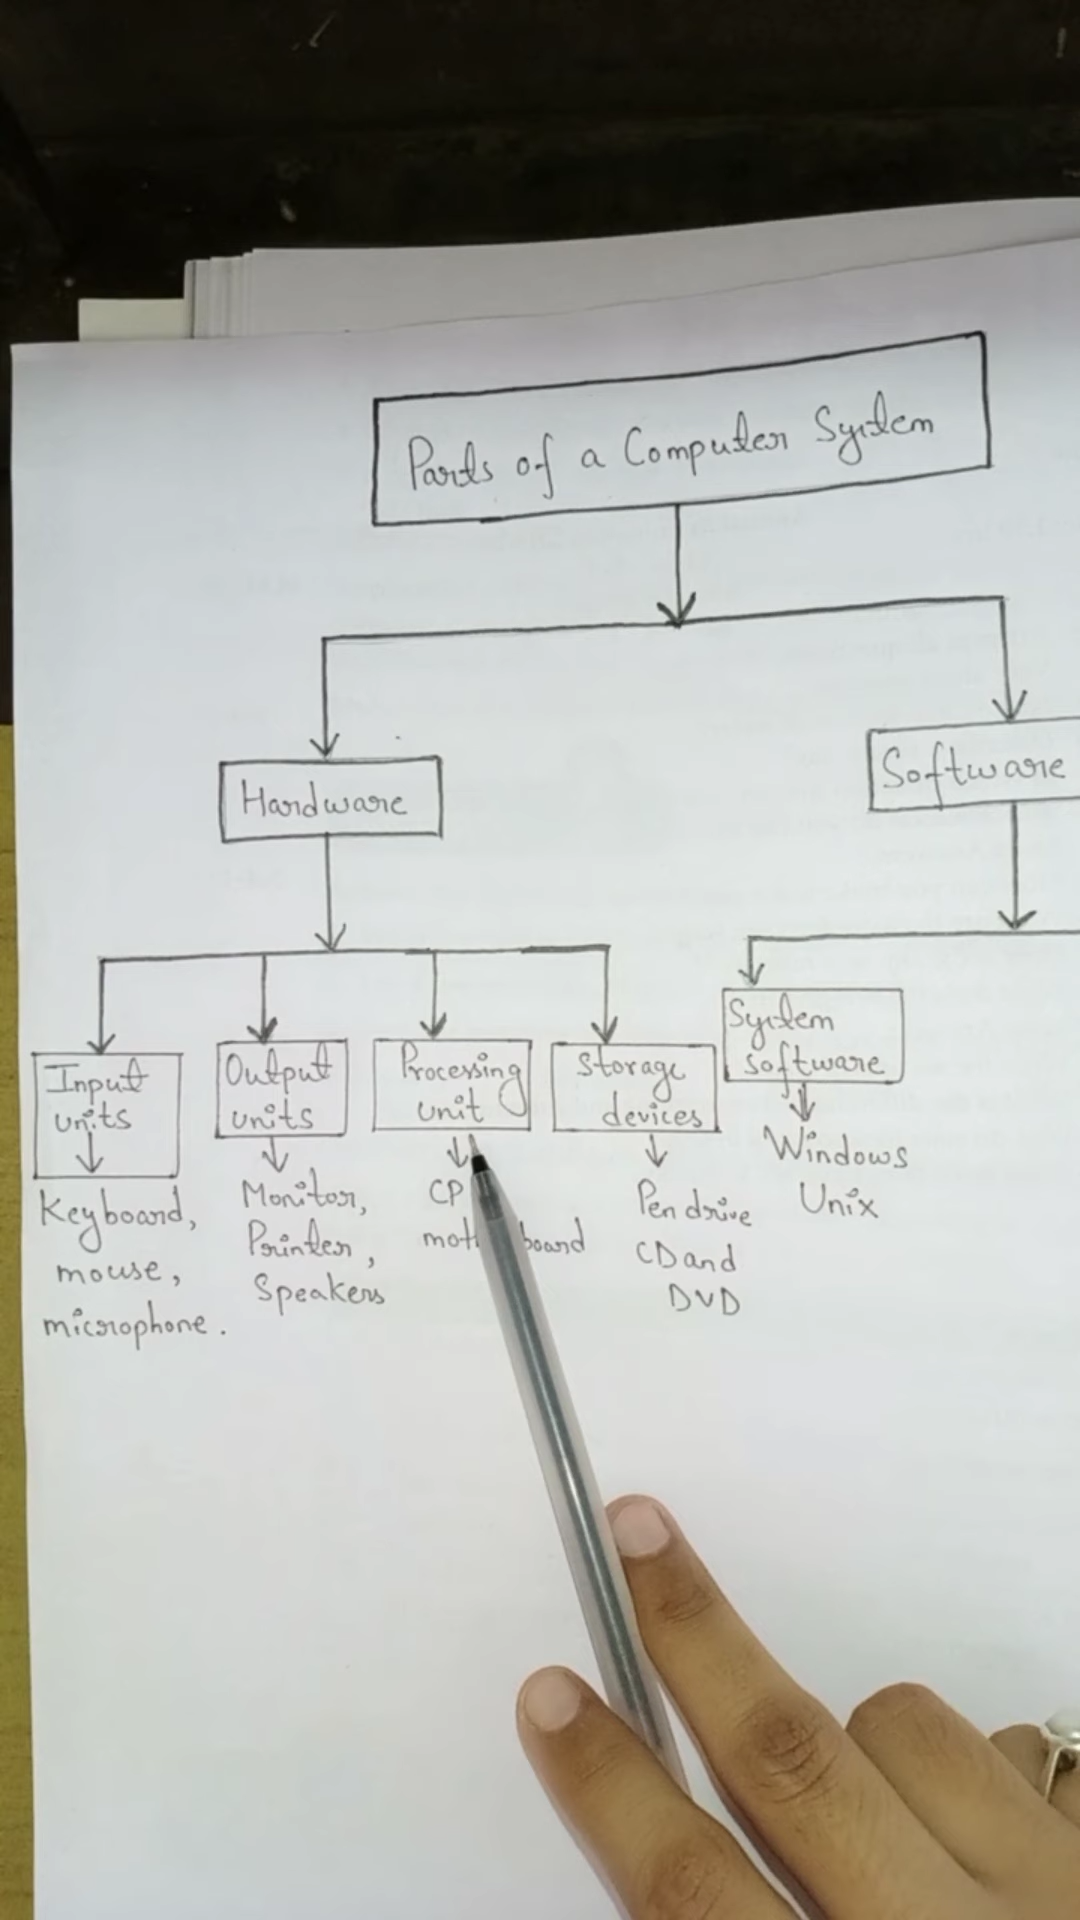 Parts of a Computer System
Hardware
Software
Input
units
Keyboard,
mouse,
microphone.
Output
units
Monitor,
Printer,
Speakers
Processing
unit
Storage
devices
Pen drive
CD and
DVD
System
software
Windows
Unix